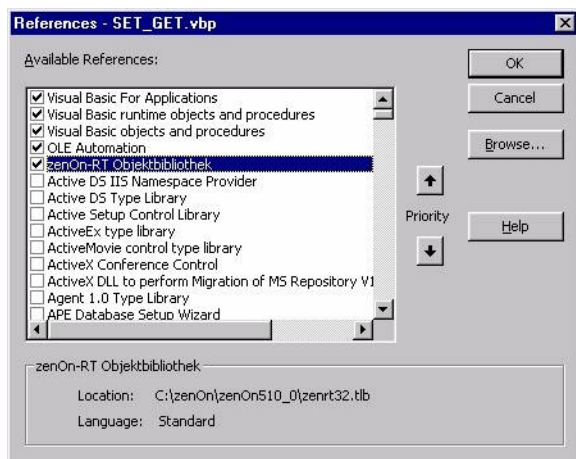 References - SET_GET.vbp
Available References:
Visual Basic For Applications
Visual Basic runtime objects and procedures
Visual Basic objects and procedures
OLE Automation
zenOn-RT Objektbibliothek
Active DS IIS Namespace Provider
Active DS Type Library
Active Setup Control Library
ActiveEx type library
ActiveMovie control type library
ActiveX Conference Control
ActiveX DLL to perform Migration of MS Repository V1
Agent 1.0 Type Library
APE Database Setup Wizard
OK
Cancel
Browse...
Priority
Help
zenOn-RT Objektbibliothek
Location: C:\zenOn\zenOn510_0\zenrt32.tlb
Language: Standard